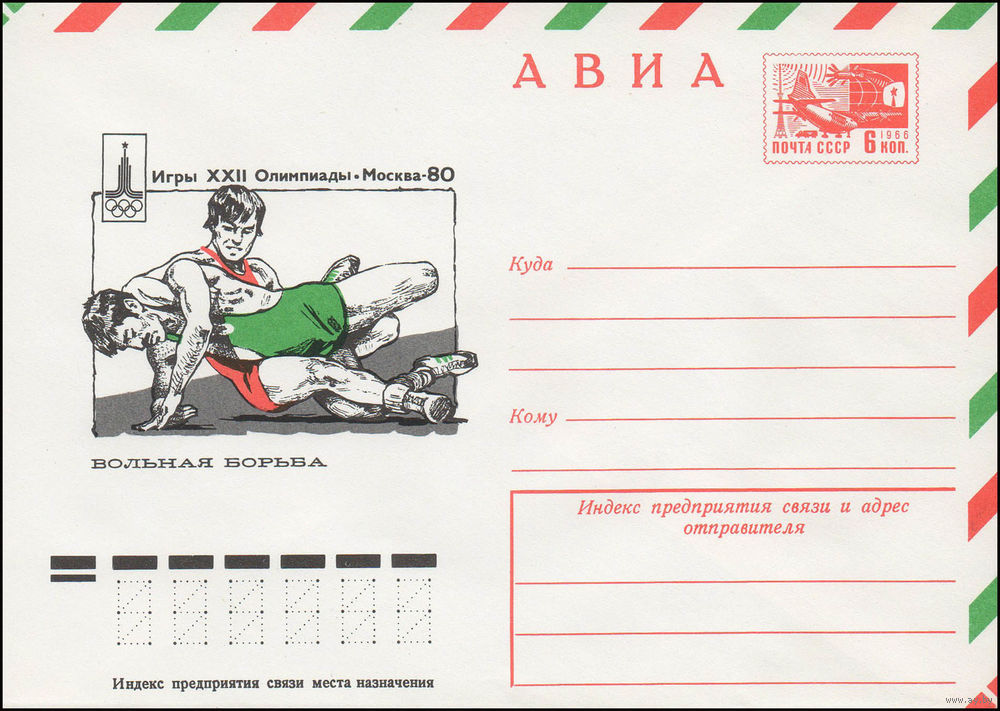 АВИА
1966
ПОЧТА СССР 6 КОП.
Игры XXII Олимпиады • Москва-80
ВОЛЬНАЯ БОРЬБА
Куда
Кому
Индекс предприятия связи и адрес
отправителя
Индекс предприятия связи места назначения